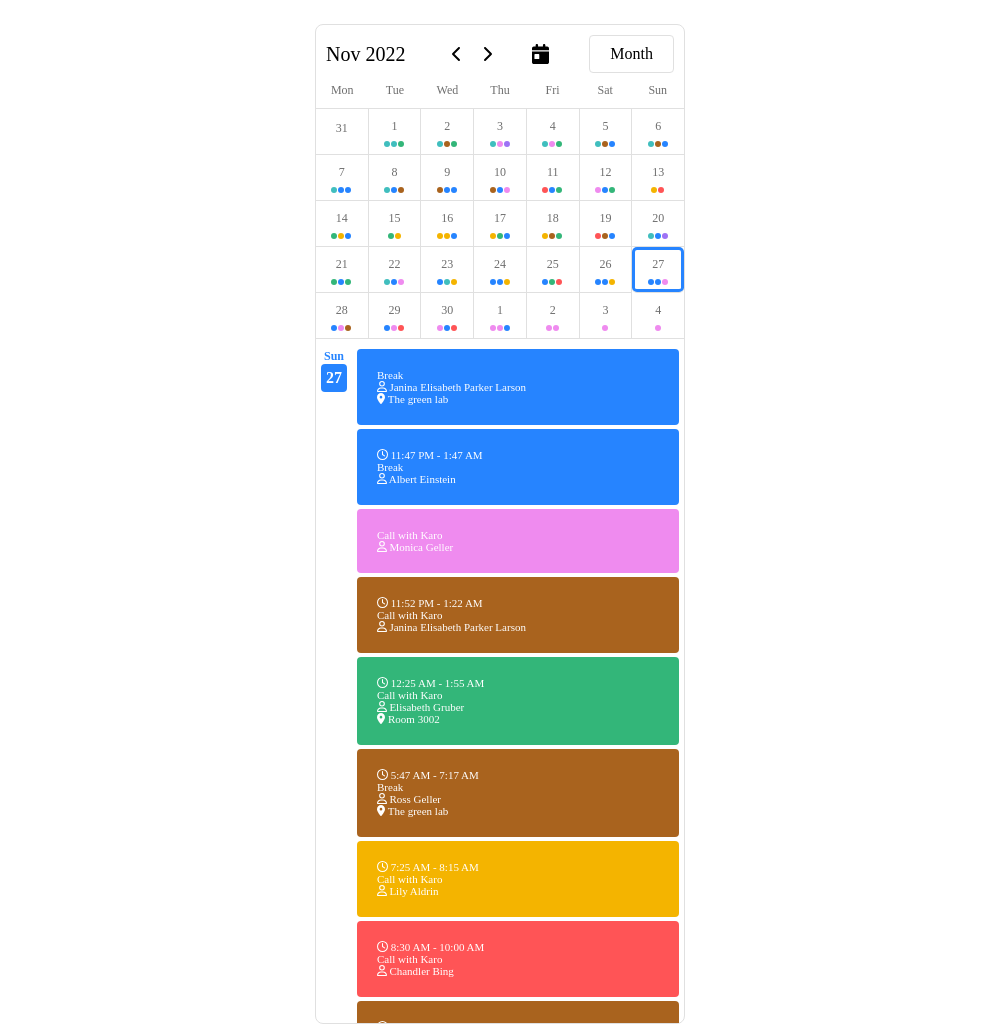 Nov 2022
Month
Mon Tue Wed Thu Fri Sat Sun
31 1 2 3 4 5 6
7 8 9 10 11 12 13
14 15 16 17 18 19 20
21 22 23 24 25 26 27
28 29 30 1 2 3 4
Sun
27
Break
Janina Elisabeth Parker Larson
The green lab
11:47 PM - 1:47 AM
Break
Albert Einstein
Call with Karo
Monica Geller
11:52 PM - 1:22 AM
Call with Karo
Janina Elisabeth Parker Larson
12:25 AM - 1:55 AM
Call with Karo
Elisabeth Gruber
Room 3002
5:47 AM - 7:17 AM
Break
Ross Geller
The green lab
7:25 AM - 8:15 AM
Call with Karo
Lily Aldrin
8:30 AM - 10:00 AM
Call with Karo
Chandler Bing